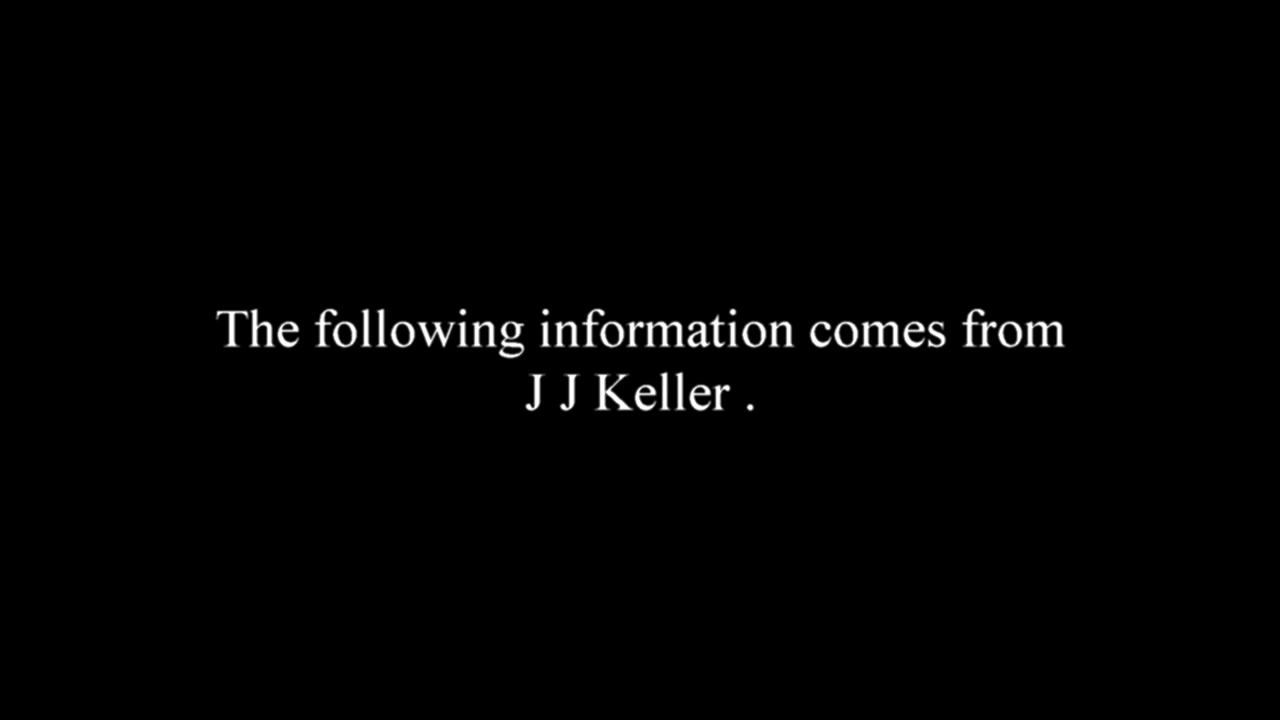 The following information comes from
J J Keller .